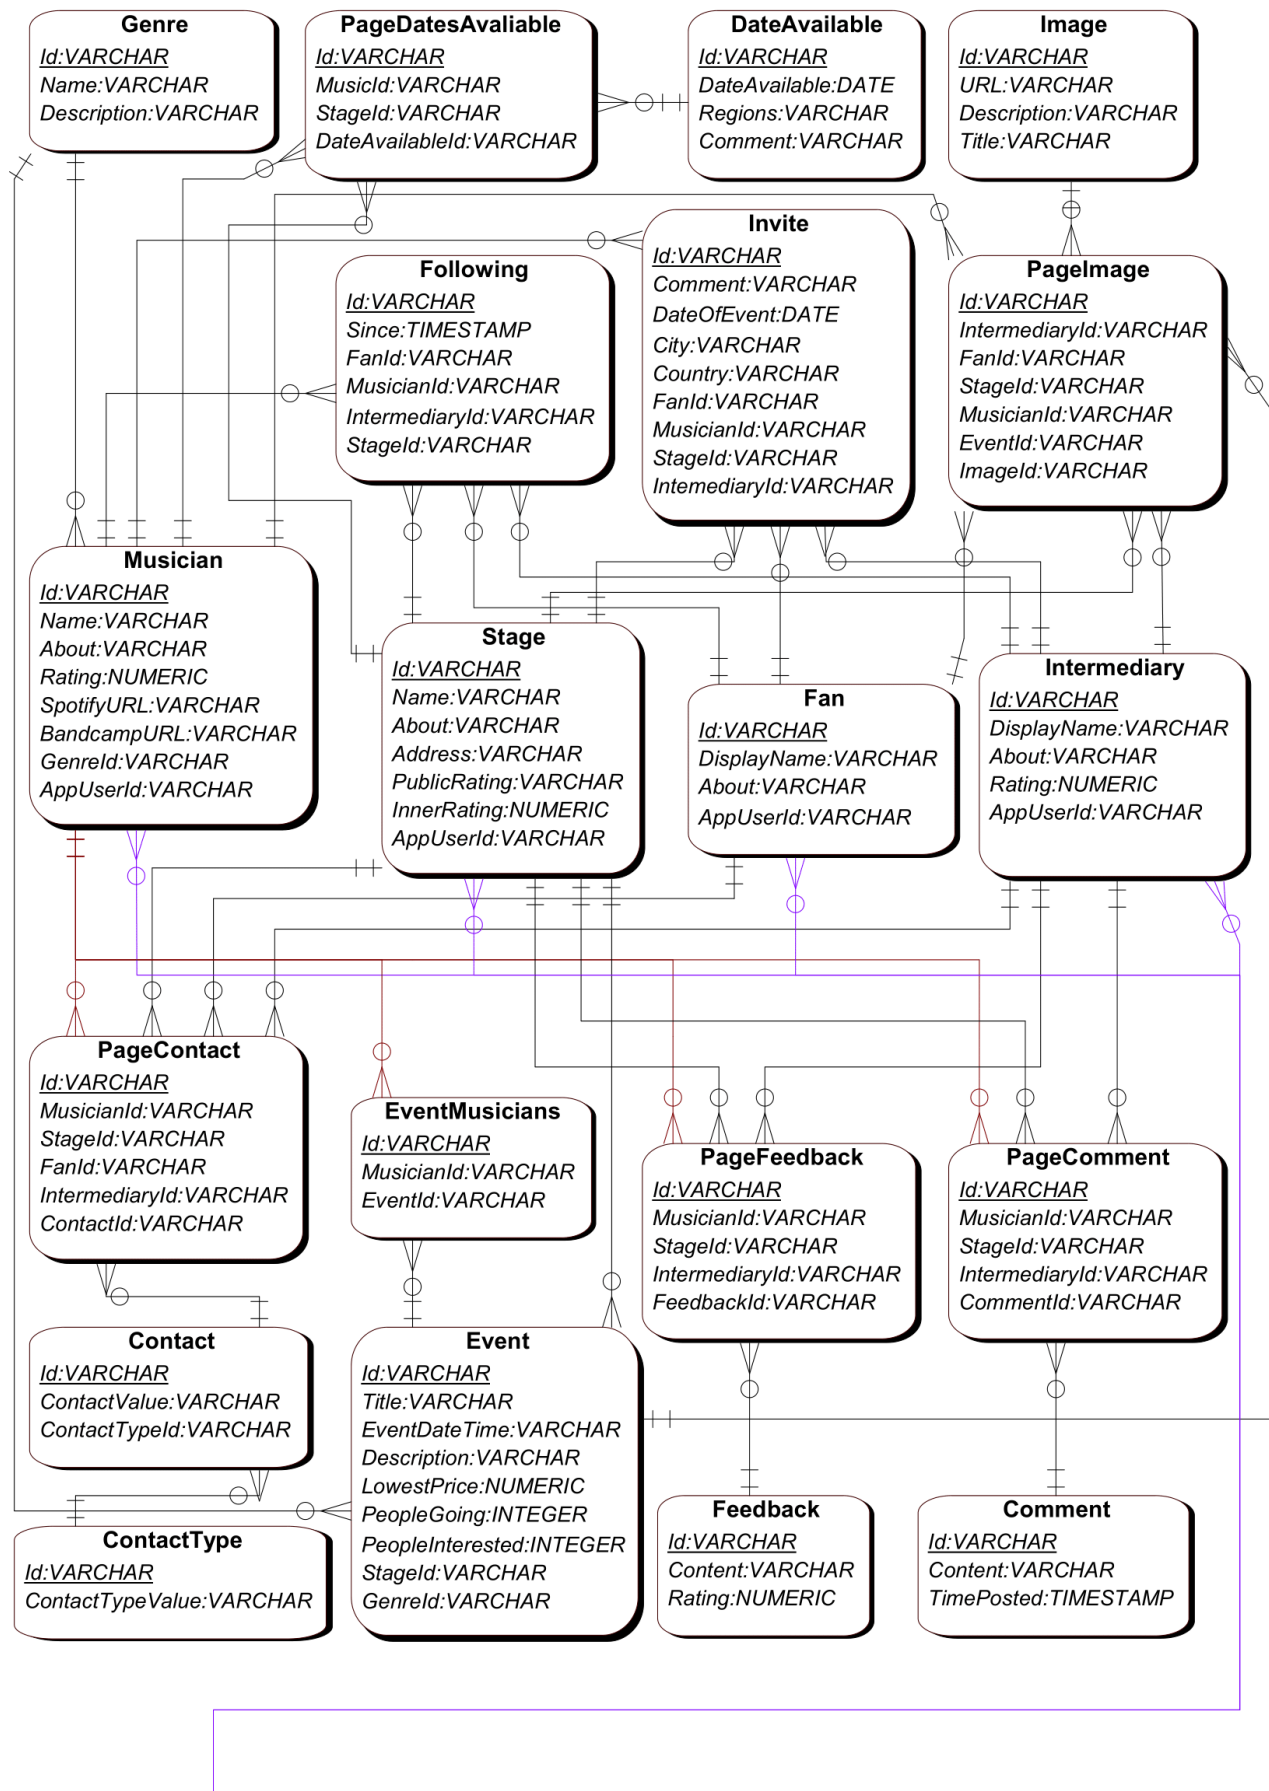 Genre
Id:VARCHAR
Name:VARCHAR
Description:VARCHAR
PageDatesAvaliable
Id:VARCHAR
MusicId:VARCHAR
StageId:VARCHAR
DateAvailableId:VARCHAR
DateAvailable
Id:VARCHAR
DateAvailable:DATE
Regions:VARCHAR
Comment:VARCHAR
Image
Id:VARCHAR
URL:VARCHAR
Description:VARCHAR
Title:VARCHAR
Following
Id:VARCHAR
Since:TIMESTAMP
FanId:VARCHAR
MusicianId:VARCHAR
IntermediaryId:VARCHAR
StageId:VARCHAR
Invite
Id:VARCHAR
Comment:VARCHAR
DateOfEvent:DATE
City:VARCHAR
Country:VARCHAR
FanId:VARCHAR
MusicianId:VARCHAR
StageId:VARCHAR
IntemediaryId:VARCHAR
PageImage
Id:VARCHAR
IntermediaryId:VARCHAR
FanId:VARCHAR
StageId:VARCHAR
MusicianId:VARCHAR
EventId:VARCHAR
ImageId:VARCHAR
Musician
Id:VARCHAR
Name:VARCHAR
About:VARCHAR
Rating:NUMERIC
SpotifyURL:VARCHAR
BandcampURL:VARCHAR
GenreId:VARCHAR
AppUserId:VARCHAR
Stage
Id:VARCHAR
Name:VARCHAR
About:VARCHAR
Address:VARCHAR
PublicRating:VARCHAR
InnerRating:NUMERIC
AppUserId:VARCHAR
Fan
Id:VARCHAR
DisplayName:VARCHAR
About:VARCHAR
AppUserId:VARCHAR
Intermediary
Id:VARCHAR
DisplayName:VARCHAR
About:VARCHAR
Rating:NUMERIC
AppUserId:VARCHAR
PageContact
Id:VARCHAR
MusicianId:VARCHAR
StageId:VARCHAR
FanId:VARCHAR
IntermediaryId:VARCHAR
ContactId:VARCHAR
EventMusicians
Id:VARCHAR
MusicianId:VARCHAR
EventId:VARCHAR
PageFeedback
Id:VARCHAR
MusicianId:VARCHAR
StageId:VARCHAR
IntermediaryId:VARCHAR
FeedbackId:VARCHAR
PageComment
Id:VARCHAR
MusicianId:VARCHAR
StageId:VARCHAR
IntermediaryId:VARCHAR
CommentId:VARCHAR
Contact
Id:VARCHAR
ContactValue:VARCHAR
ContactTypeId:VARCHAR
Event
Id:VARCHAR
Title:VARCHAR
EventDateTime:VARCHAR
Description:VARCHAR
LowestPrice:NUMERIC
PeopleGoing:INTEGER
PeopleInterested:INTEGER
StageId:VARCHAR
GenreId:VARCHAR
ContactType
Id:VARCHAR
ContactTypeValue:VARCHAR
Feedback
Id:VARCHAR
Content:VARCHAR
Rating:NUMERIC
Comment
Id:VARCHAR
Content:VARCHAR
TimePosted:TIMESTAMP